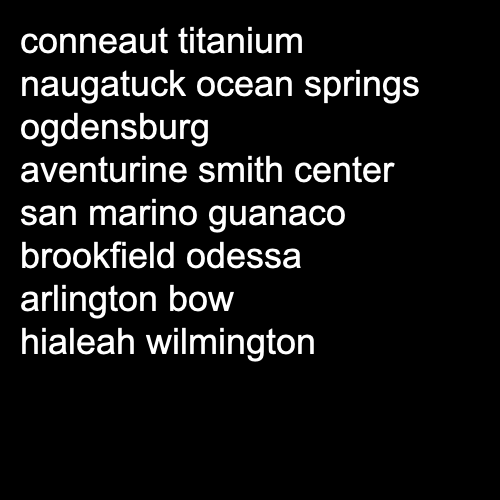 conneaut titanium
naugatuck ocean springs
ogdensburg
aventurine smith center
san marino guanaco
brookfield odessa
arlington bow
hialeah wilmington